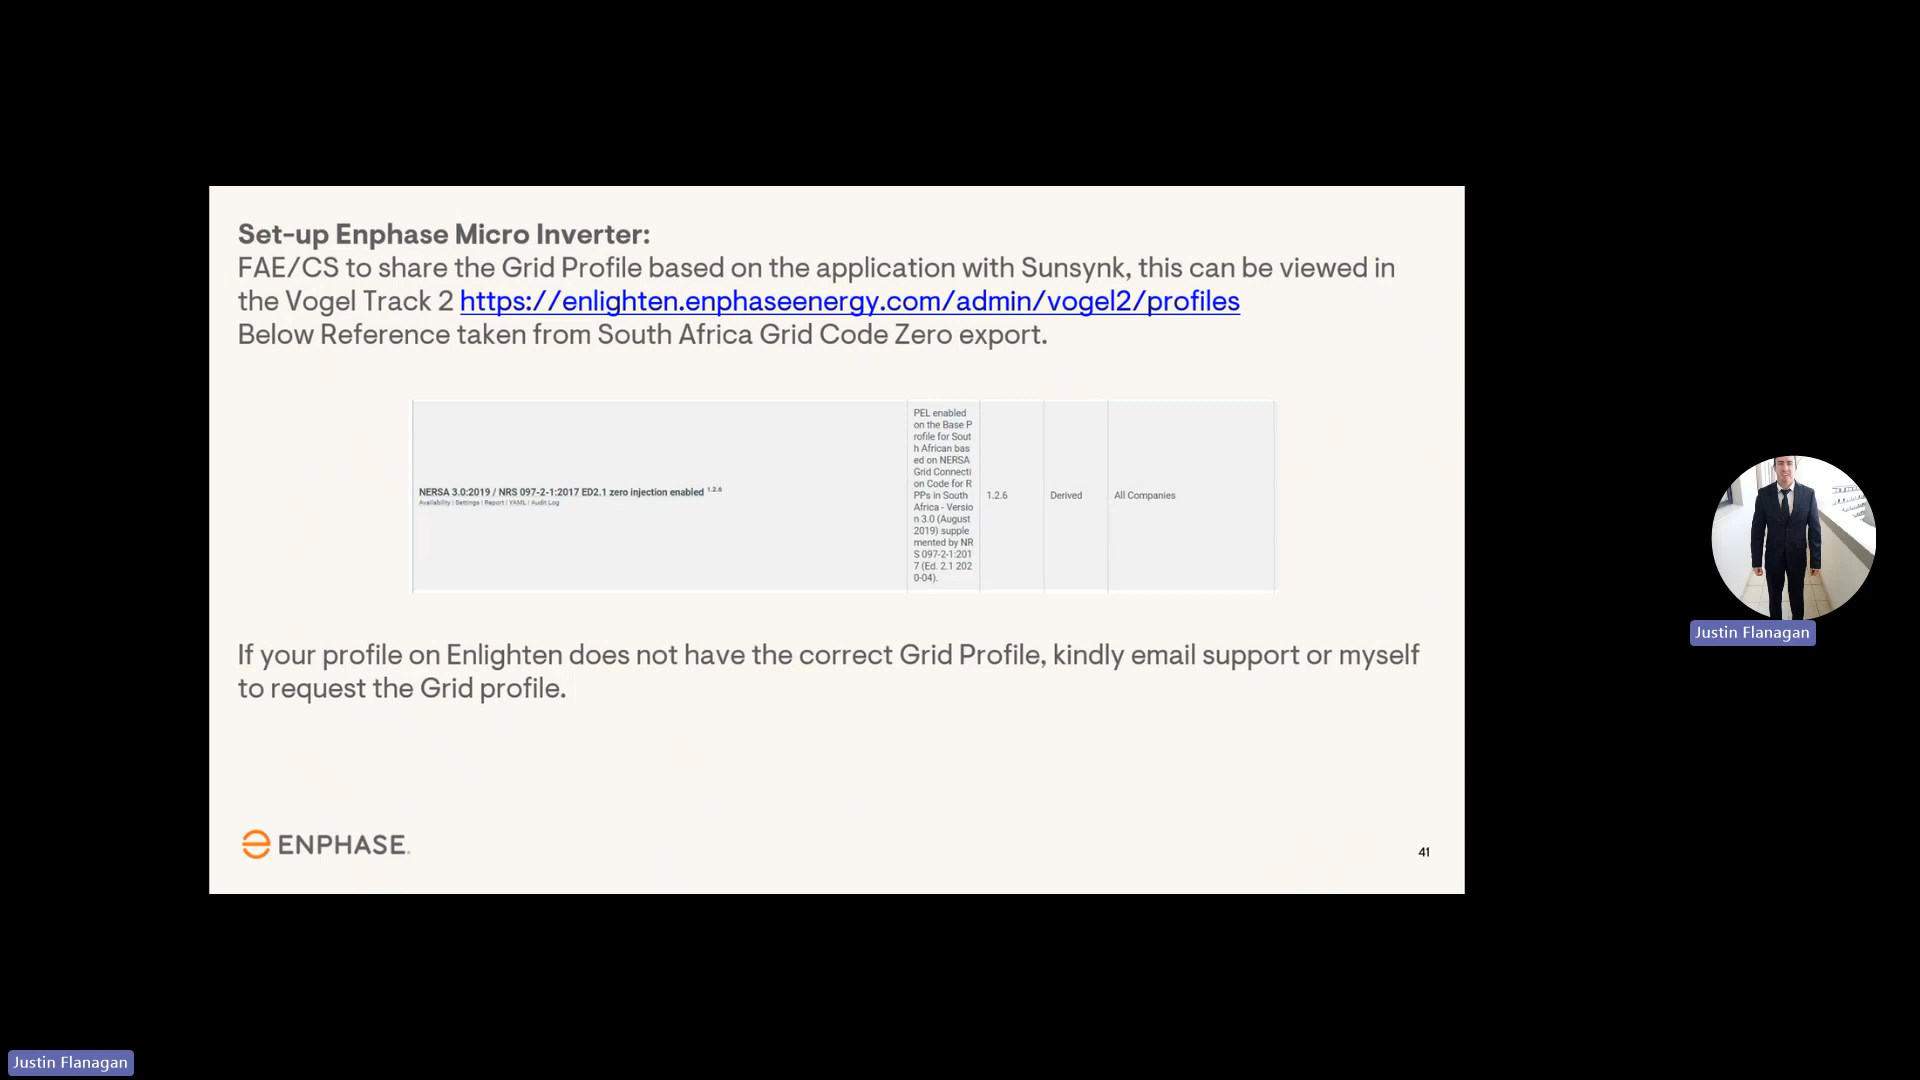 Set-up Enphase Micro Inverter:
FAE/CS to share the Grid Profile based on the application with Sunsynk, this can be viewed in
the Vogel Track 2 https://enlighten.enphaseenergy.com/admin/vogel2/profiles
Below Reference taken from South Africa Grid Code Zero export.
NERSA 3.0:2019 / NRS 097-2-1:2017 ED2.1 zero injection enabled 1.2.6
Availability | Settings | Report | YAML | Audit Log
PEL enabled
on the Base P
rofile for Sout
h African bas
ed on NERSA
Grid Connecti
on Code for R
PPs in South
Africa - Versio
n 3.0 (August
2019) supple
mented by NR
S 097-2-1:201
7 (Ed. 2.1 202
0-04).
1.2.6
Derived
All Companies
If your profile on Enlighten does not have the correct Grid Profile, kindly email support or myself
to request the Grid profile.
ENPHASE.
41
Justin Flanagan
Justin Flanagan